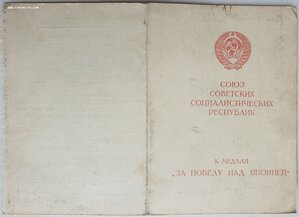 СОЮЗ
СОВЕТСКИХ
СОЦИАЛИСТИЧЕСКИХ
РЕСПУБЛИК
К МЕДАЛИ
„ЗА ПОБЕДУ НАД ЯПОНИЕЙ“